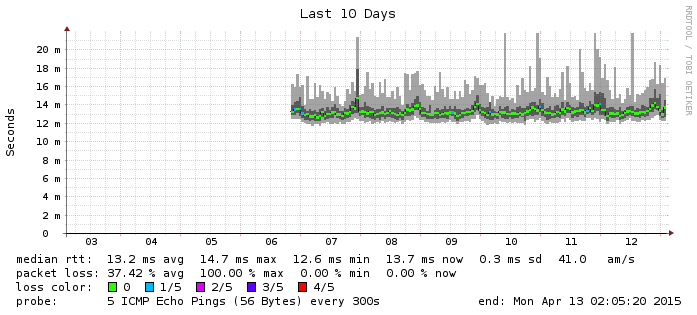 Last 10 Days
RRDTOOL / TOBI OETIKER
Seconds
20 m
18 m
16 m
14 m
12 m
10 m
8 m
6 m
4 m
2 m
0
03 04 05 06 07 08 09 10 11 12
median rtt: 13.2 ms avg 14.7 ms max 12.6 ms min 13.7 ms now 0.3 ms sd 41.0 am/s
packet loss: 37.42 % avg 100.00 % max 0.00 % min 0.00 % now
loss color: 0 1/5 2/5 3/5 4/5
probe: 5 ICMP Echo Pings (56 Bytes) every 300s end: Mon Apr 13 02:05:20 2015